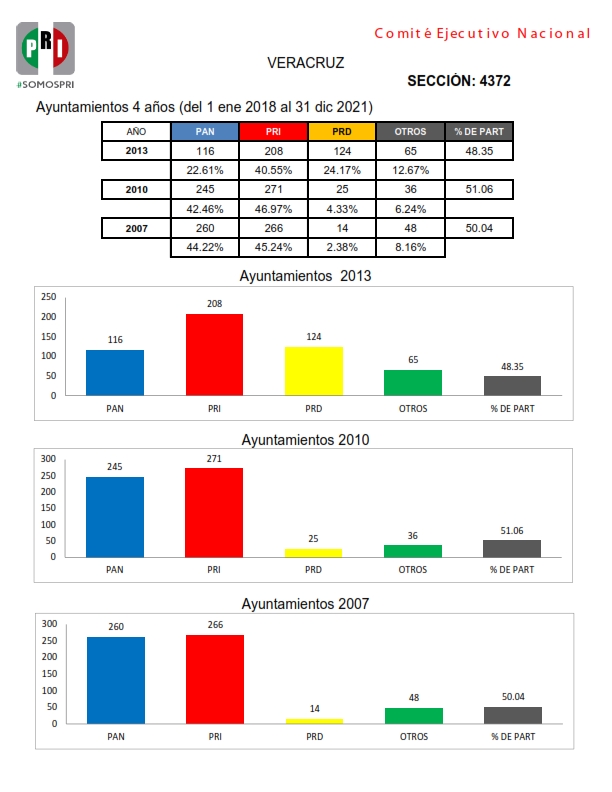 PRI
#SOMOSPRI
Comité Ejecutivo Nacional
VERACRUZ
SECCIÓN: 4372
Ayuntamientos 4 años (del 1 ene 2018 al 31 dic 2021)
AÑO PAN PRI PRD OTROS % DE PART
2013 116 208 124 65 48.35
22.61% 40.55% 24.17% 12.67%
2010 245 271 25 36 51.06
42.46% 46.97% 4.33% 6.24%
2007 260 266 14 48 50.04
44.22% 45.24% 2.38% 8.16%
Ayuntamientos 2013
250
200
150
100
50
0
116 208 124 65 48.35
PAN PRI PRD OTROS % DE PART
Ayuntamientos 2010
300
250
200
150
100
50
0
245 271 25 36 51.06
PAN PRI PRD OTROS % DE PART
Ayuntamientos 2007
300
250
200
150
100
50
0
260 266 14 48 50.04
PAN PRI PRD OTROS % DE PART